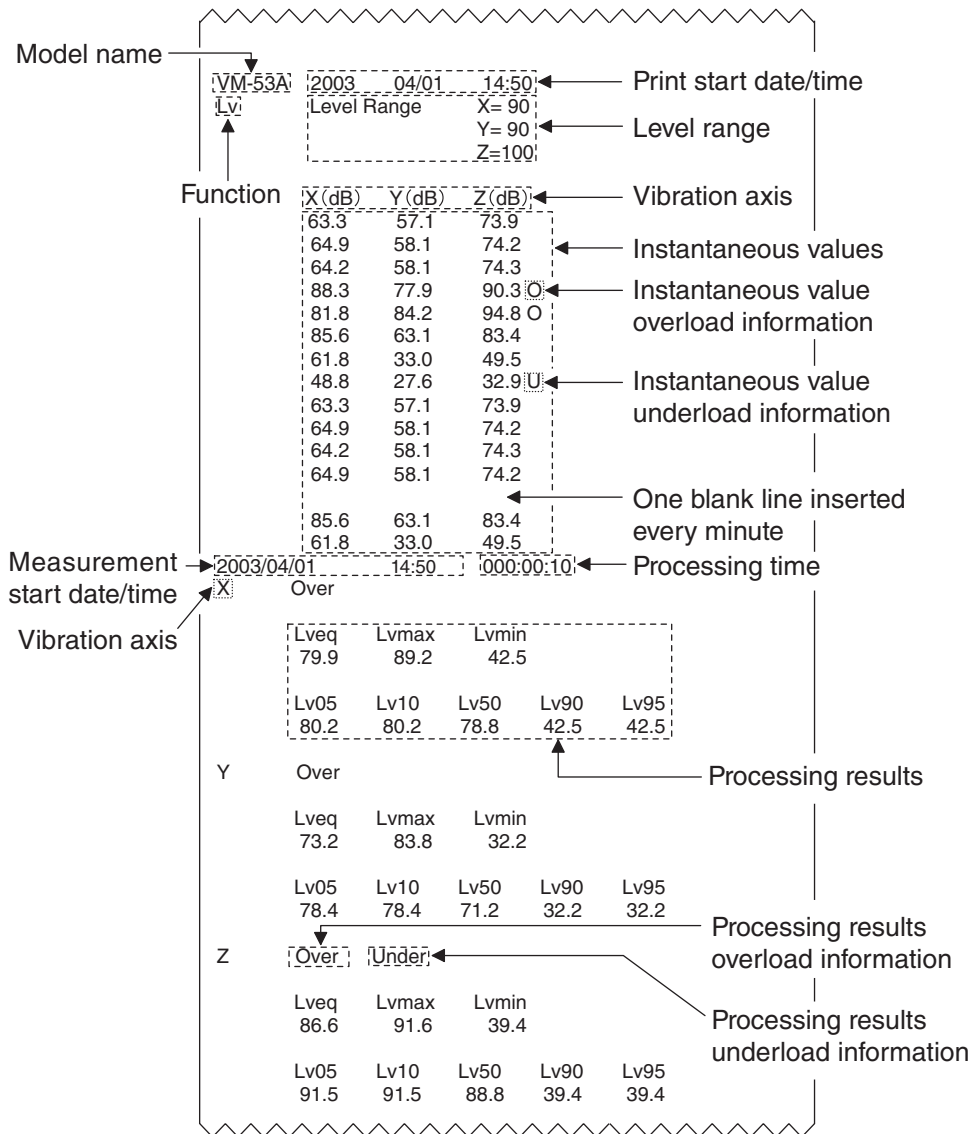 Model name
VM-53A 2003 04/01 14:50 Print start date/time
Lv Level Range X= 90
Y= 90 Level range
Z=100
Function
X(dB) Y(dB) Z(dB) Vibration axis
63.3 57.1 73.9
64.9 58.1 74.2 Instantaneous values
64.2 58.1 74.3
88.3 77.9 90.3 O Instantaneous value
overload information
81.8 84.2 94.8 O
85.6 63.1 83.4
61.8 33.0 49.5
48.8 27.6 32.9 U Instantaneous value
underload information
63.3 57.1 73.9
64.9 58.1 74.2
64.2 58.1 74.3
64.9 58.1 74.2
One blank line inserted
every minute
85.6 63.1 83.4
61.8 33.0 49.5
Measurement
start date/time
2003/04/01 14:50 000:00:10 Processing time
X Over
Vibration axis
Lveq Lvmax Lvmin
79.9 89.2 42.5
Lv05 Lv10 Lv50 Lv90 Lv95
80.2 80.2 78.8 42.5 42.5
Processing results
Y Over
Lveq Lvmax Lvmin
73.2 83.8 32.2
Lv05 Lv10 Lv50 Lv90 Lv95
78.4 78.4 71.2 32.2 32.2
Processing results
overload information
Z Over Under
Processing results
underload information
Lveq Lvmax Lvmin
86.6 91.6 39.4
Lv05 Lv10 Lv50 Lv90 Lv95
91.5 91.5 88.8 39.4 39.4